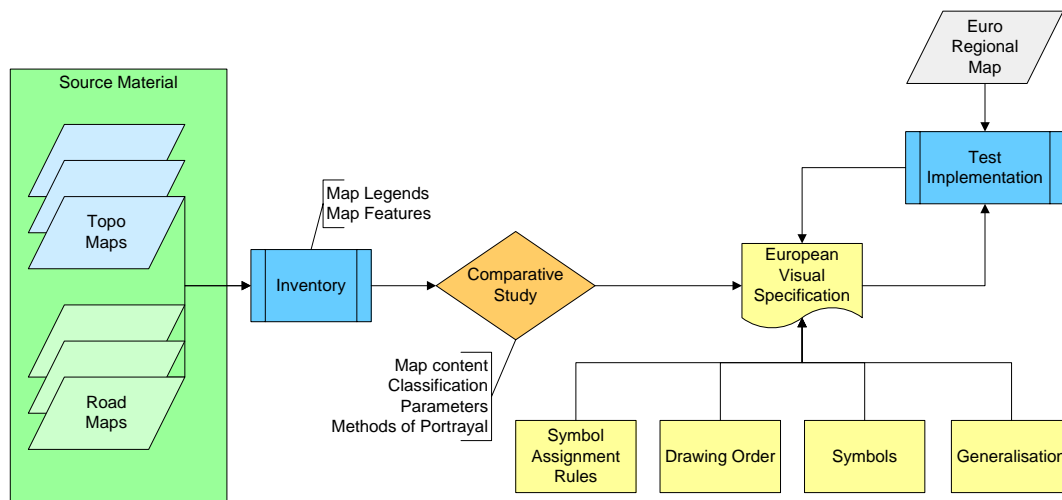 Euro
Regional
Map
Source Material
Test
Implementation
Map Legends
Map Features
Topo
Maps
European
Visual
Specification
Inventory
Comparative
Study
Map content
Classification
Parameters
Methods of Portrayal
Road
Maps
Symbol
Assignment
Rules
Drawing Order
Symbols
Generalisation